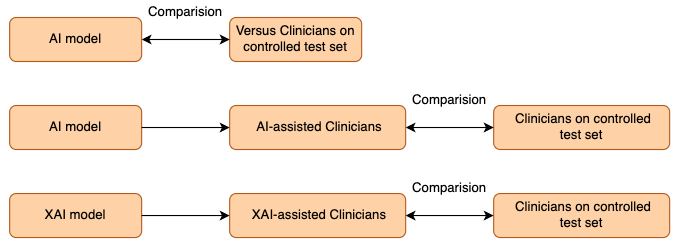 Comparision
AI model
Versus Clinicians on
controlled test set
Comparision
AI model
AI-assisted Clinicians
Clinicians on controlled
test set
Comparision
XAI model
XAI-assisted Clinicians
Clinicians on controlled
test set